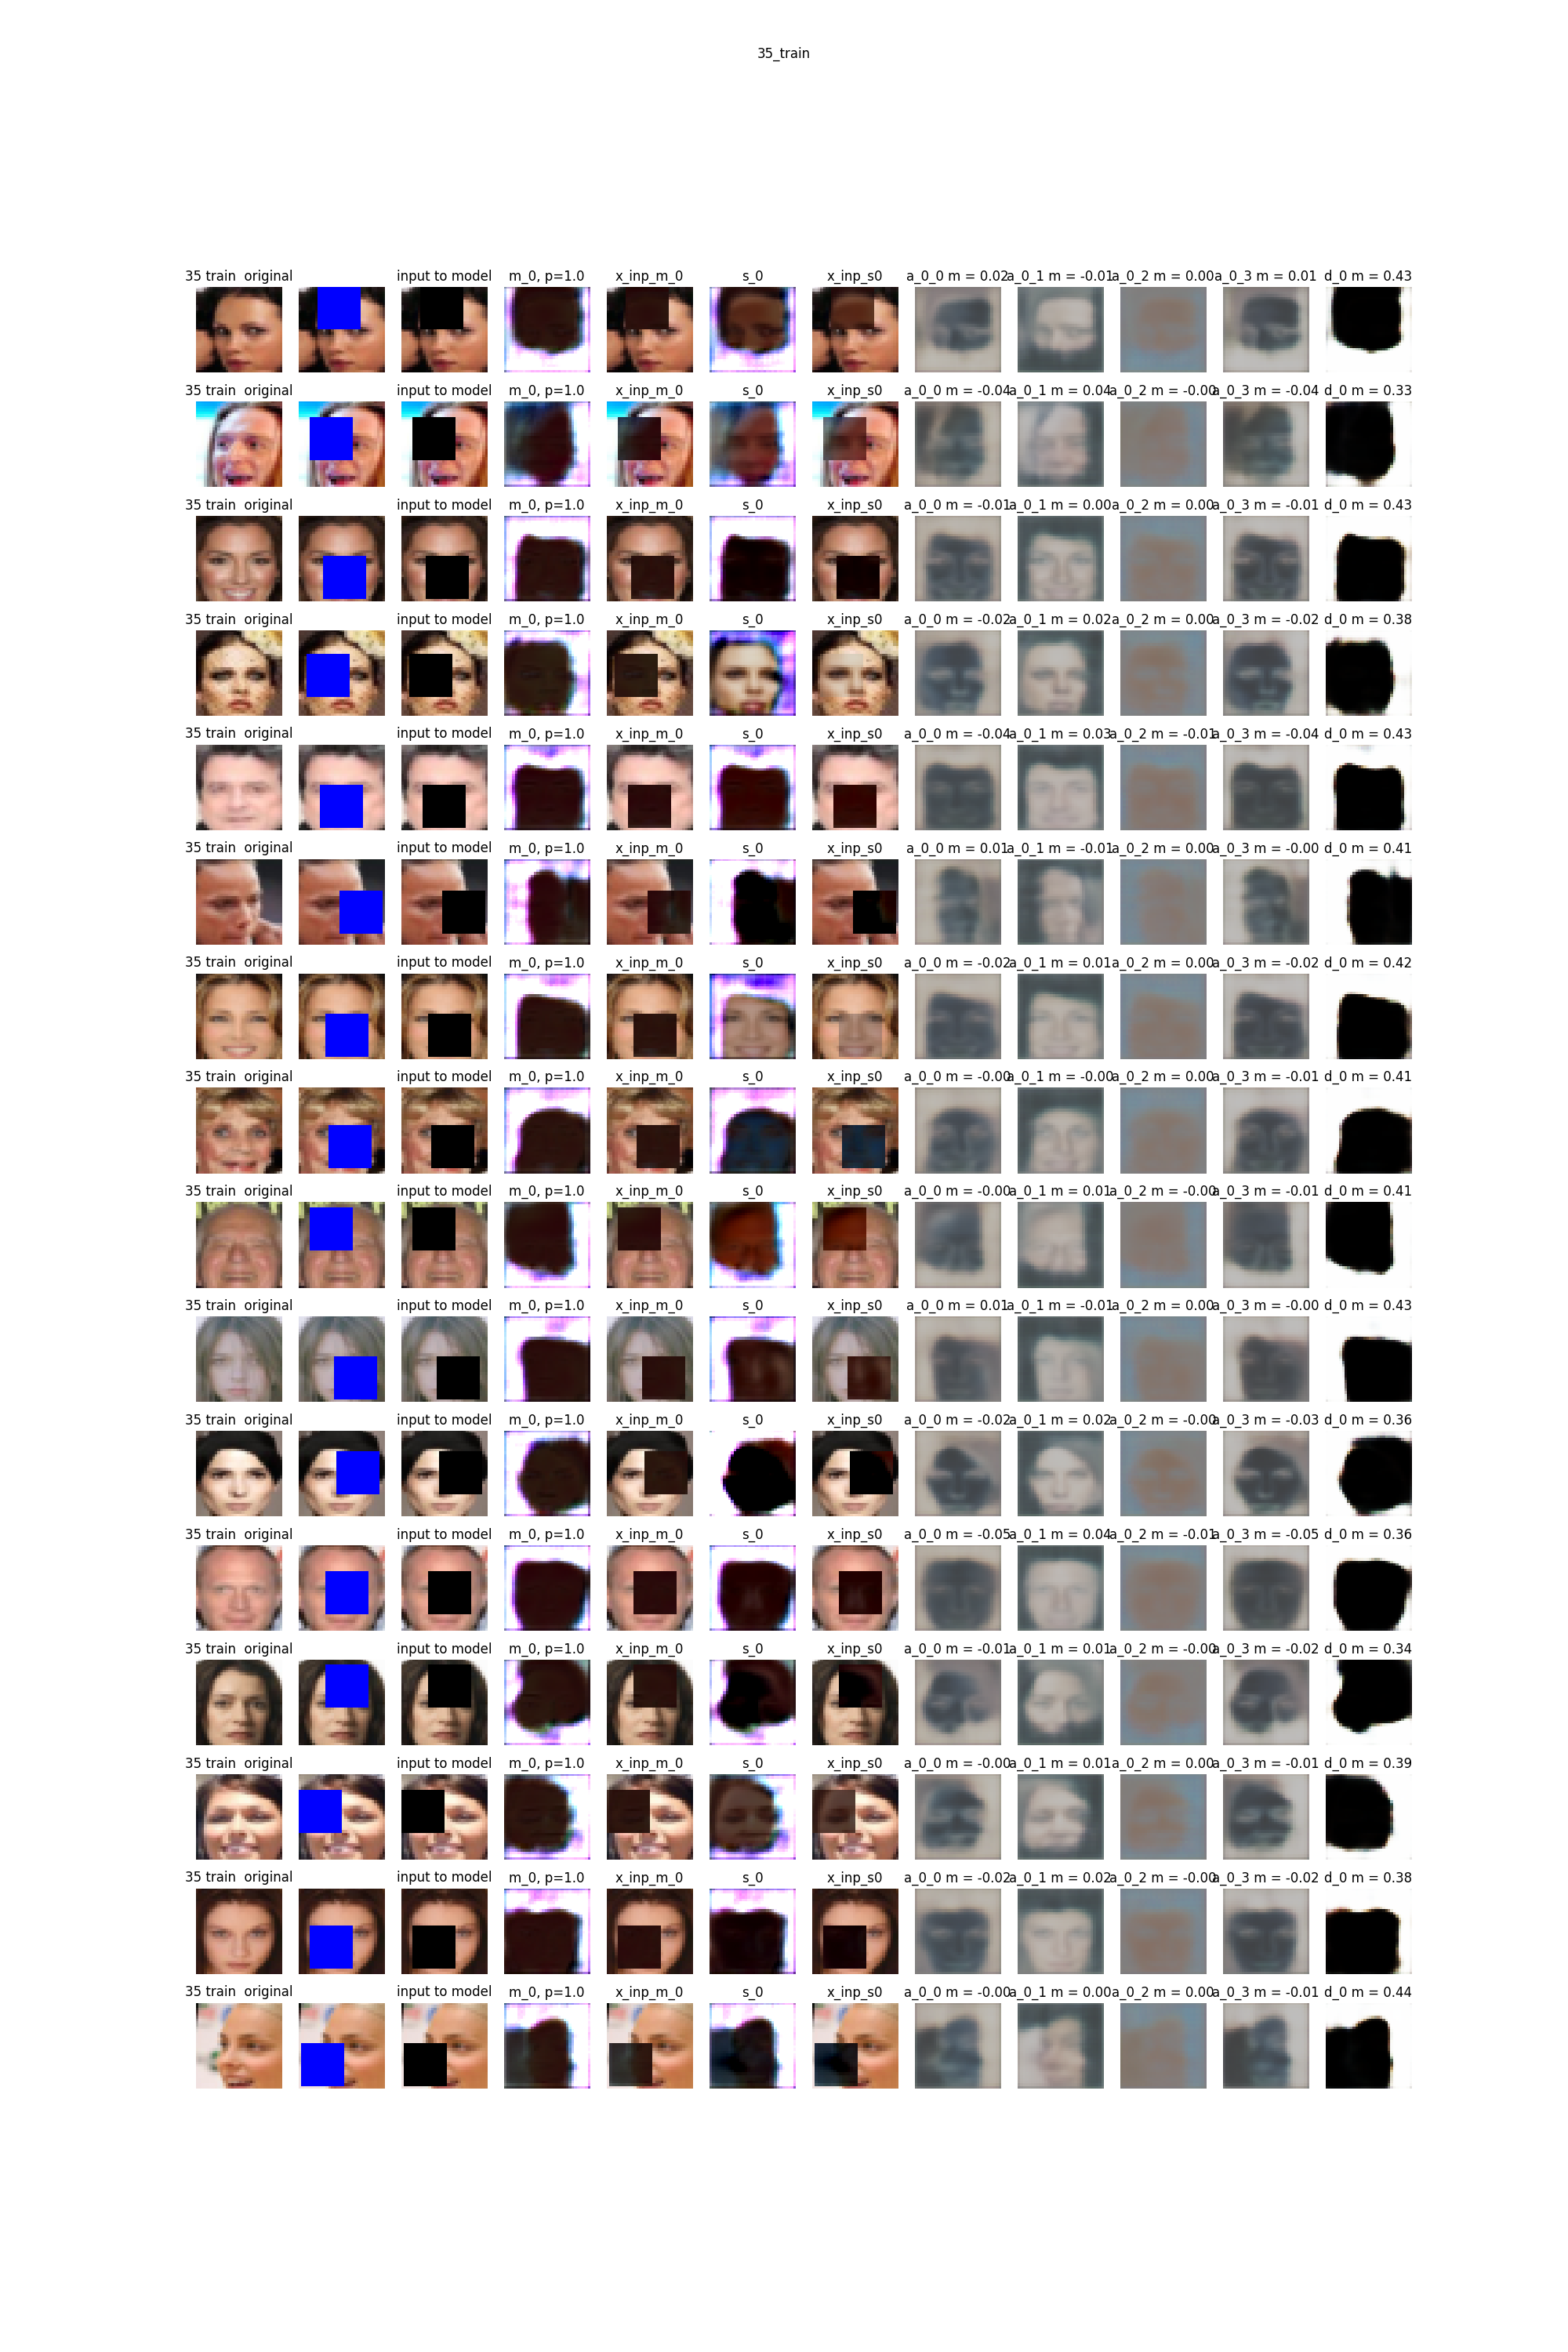 35_train
35 train  original input to model m_0, p=1.0 x_inp_m_0 s_0 x_inp_s0 a_0_0 m = 0.02 a_0_1 m = -0.01 a_0_2 m = 0.00 a_0_3 m = 0.01 d_0 m = 0.43
35 train  original input to model m_0, p=1.0 x_inp_m_0 s_0 x_inp_s0 a_0_0 m = -0.04 a_0_1 m = 0.04 a_0_2 m = -0.00 a_0_3 m = -0.04 d_0 m = 0.33
35 train  original input to model m_0, p=1.0 x_inp_m_0 s_0 x_inp_s0 a_0_0 m = -0.01 a_0_1 m = 0.00 a_0_2 m = 0.00 a_0_3 m = -0.01 d_0 m = 0.43
35 train  original input to model m_0, p=1.0 x_inp_m_0 s_0 x_inp_s0 a_0_0 m = -0.02 a_0_1 m = 0.02 a_0_2 m = 0.00 a_0_3 m = -0.02 d_0 m = 0.38
35 train  original input to model m_0, p=1.0 x_inp_m_0 s_0 x_inp_s0 a_0_0 m = -0.04 a_0_1 m = 0.03 a_0_2 m = -0.01 a_0_3 m = -0.04 d_0 m = 0.43
35 train  original input to model m_0, p=1.0 x_inp_m_0 s_0 x_inp_s0 a_0_0 m = 0.01 a_0_1 m = -0.01 a_0_2 m = 0.00 a_0_3 m = -0.00 d_0 m = 0.41
35 train  original input to model m_0, p=1.0 x_inp_m_0 s_0 x_inp_s0 a_0_0 m = -0.02 a_0_1 m = 0.01 a_0_2 m = 0.00 a_0_3 m = -0.02 d_0 m = 0.42
35 train  original input to model m_0, p=1.0 x_inp_m_0 s_0 x_inp_s0 a_0_0 m = -0.00 a_0_1 m = -0.00 a_0_2 m = 0.00 a_0_3 m = -0.01 d_0 m = 0.41
35 train  original input to model m_0, p=1.0 x_inp_m_0 s_0 x_inp_s0 a_0_0 m = -0.00 a_0_1 m = 0.01 a_0_2 m = -0.00 a_0_3 m = -0.01 d_0 m = 0.41
35 train  original input to model m_0, p=1.0 x_inp_m_0 s_0 x_inp_s0 a_0_0 m = 0.01 a_0_1 m = -0.01 a_0_2 m = 0.00 a_0_3 m = -0.00 d_0 m = 0.43
35 train  original input to model m_0, p=1.0 x_inp_m_0 s_0 x_inp_s0 a_0_0 m = -0.02 a_0_1 m = 0.02 a_0_2 m = -0.00 a_0_3 m = -0.03 d_0 m = 0.36
35 train  original input to model m_0, p=1.0 x_inp_m_0 s_0 x_inp_s0 a_0_0 m = -0.05 a_0_1 m = 0.04 a_0_2 m = -0.01 a_0_3 m = -0.05 d_0 m = 0.36
35 train  original input to model m_0, p=1.0 x_inp_m_0 s_0 x_inp_s0 a_0_0 m = -0.01 a_0_1 m = 0.01 a_0_2 m = -0.00 a_0_3 m = -0.02 d_0 m = 0.34
35 train  original input to model m_0, p=1.0 x_inp_m_0 s_0 x_inp_s0 a_0_0 m = -0.00 a_0_1 m = 0.01 a_0_2 m = 0.00 a_0_3 m = -0.01 d_0 m = 0.39
35 train  original input to model m_0, p=1.0 x_inp_m_0 s_0 x_inp_s0 a_0_0 m = -0.02 a_0_1 m = 0.02 a_0_2 m = -0.00 a_0_3 m = -0.02 d_0 m = 0.38
35 train  original input to model m_0, p=1.0 x_inp_m_0 s_0 x_inp_s0 a_0_0 m = -0.00 a_0_1 m = 0.00 a_0_2 m = 0.00 a_0_3 m = -0.01 d_0 m = 0.44